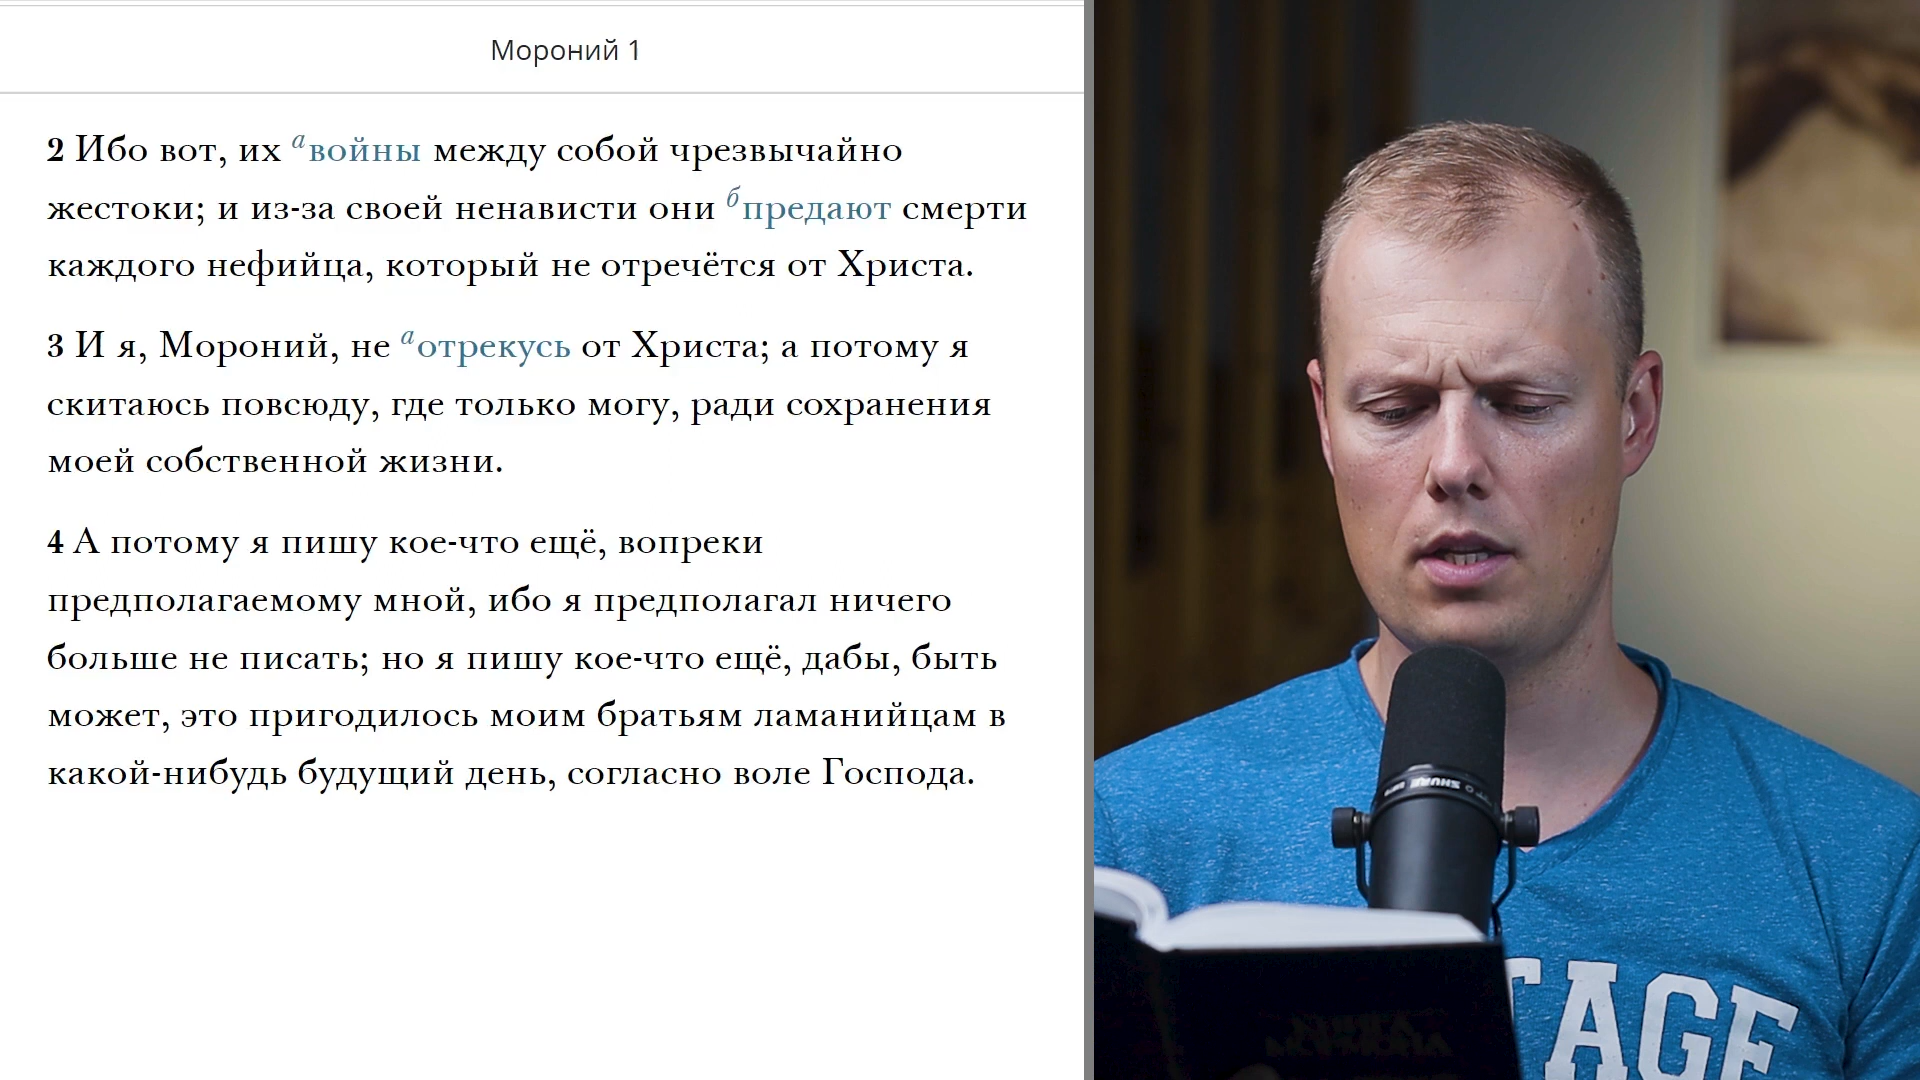 Мороний 1
2 Ибо вот, их ᵃвойны между собой чрезвычайно
жестоки; и из-за своей ненависти они ᵇпредают смерти
каждого нефийца, который не отречётся от Христа.
3 И я, Мороний, не ᵃотрекусь от Христа; а потому я
скитаюсь повсюду, где только могу, ради сохранения
моей собственной жизни.
4 А потому я пишу кое-что ещё, вопреки
предполагаемому мной, ибо я предполагал ничего
больше не писать; но я пишу кое-что ещё, дабы, быть
может, это пригодилось моим братьям ламанийцам в
какой-нибудь будущий день, согласно воле Господа.
SHURE
TAGE